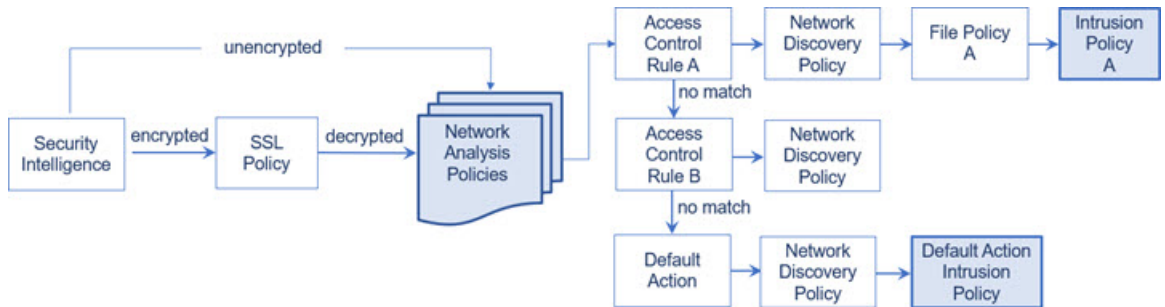 unencrypted
Security
Intelligence
encrypted
SSL
Policy
decrypted
Network
Analysis
Policies
Access
Control
Rule A
Network
Discovery
Policy
File Policy
A
Intrusion
Policy
A
no match
Access
Control
Rule B
Network
Discovery
Policy
no match
Default
Action
Network
Discovery
Policy
Default Action
Intrusion
Policy